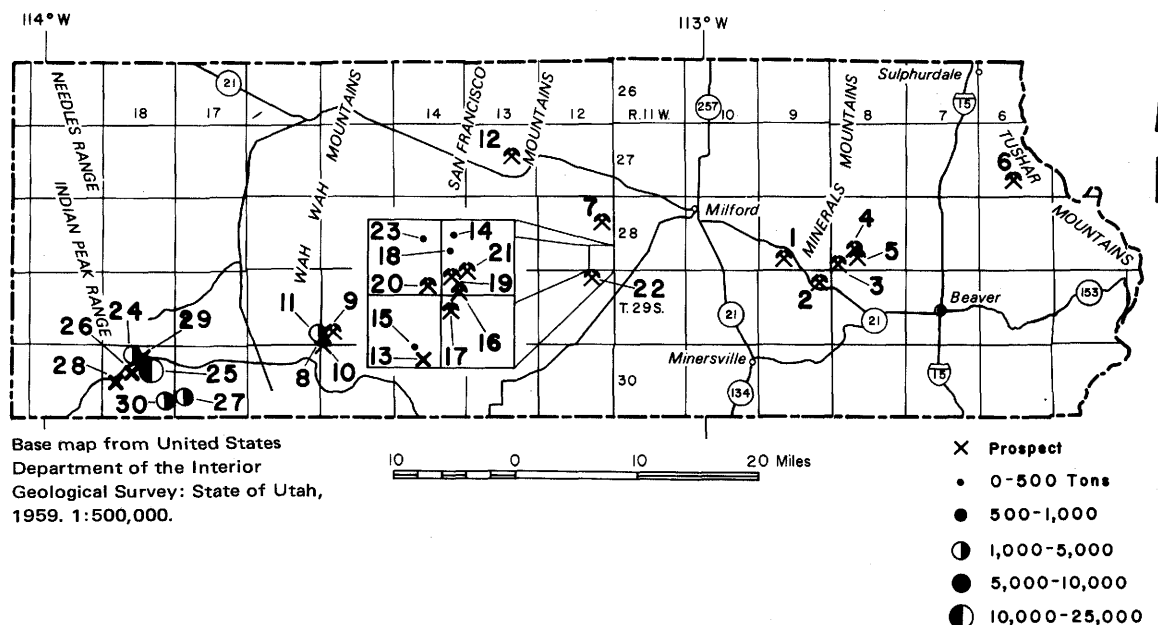 114° W
113° W
21
NEEDLES RANGE
18
17
WAH WAH MOUNTAINS
14
SAN FRANCISCO MOUNTAINS
13
12
26
R.11 W.
257
10
9
MINERALS MOUNTAINS
8
Sulphurdale
15
7
6
TUSHAR MOUNTAINS
12
27
6
INDIAN PEAK RANGE
7
28
Milford
1
4
5
3
2
23
14
18
21
20
19
15
16
13
17
22
T. 29 S.
21
21
Beaver
153
24
26
29
28
25
30
27
11
9
8
10
Minersville
30
134
15
Base map from United States
Department of the Interior
Geological Survey: State of Utah,
1959. 1:500,000.
10 0 10 20 Miles
Prospect
0-500 Tons
500-1,000
1,000-5,000
5,000-10,000
10,000-25,000